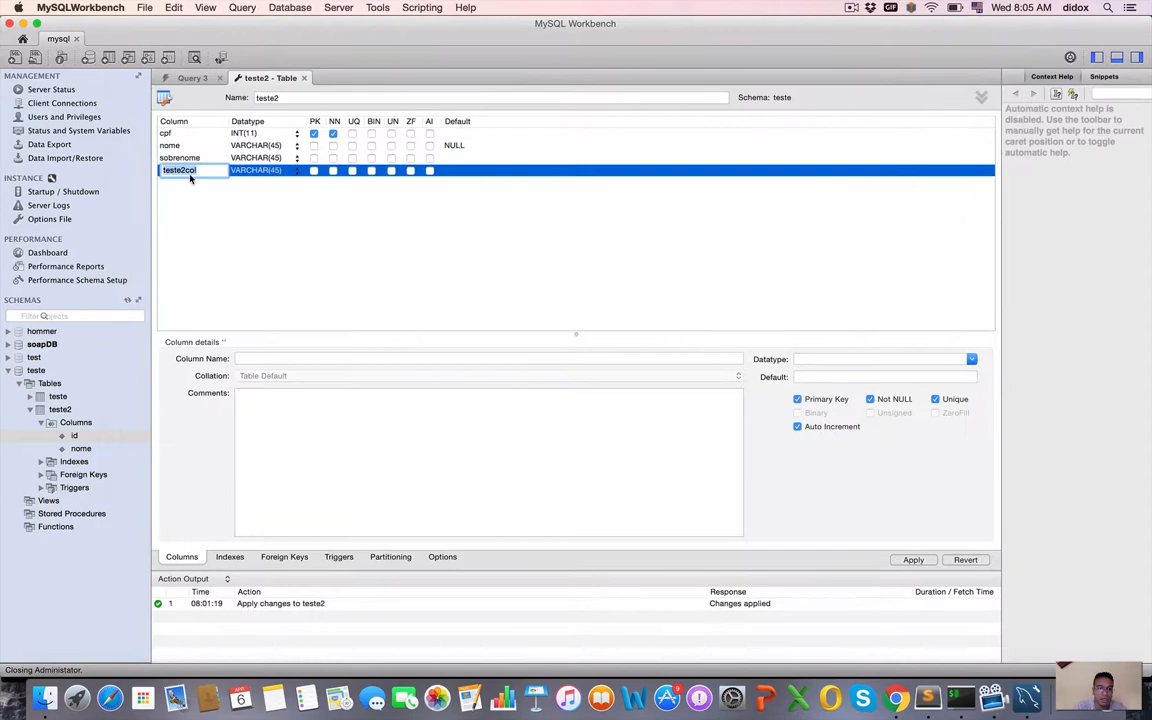 MySQLWorkbench File Edit View Query Database Server Tools Scripting Help Wed 8:05 AM didox
MySQL Workbench
mysql
MANAGEMENT
Server Status
Client Connections
Users and Privileges
Status and System Variables
Data Export
Data Import/Restore
INSTANCE
Startup / Shutdown
Server Logs
Options File
PERFORMANCE
Dashboard
Performance Reports
Performance Schema Setup
SCHEMAS
Filter objects
hommer
soapDB
test
teste
Tables
teste
teste2
Columns
id
nome
Indexes
Foreign Keys
Triggers
Views
Stored Procedures
Functions
Query 3 teste2 - Table
Name: teste2 Schema: teste
Column Datatype PK NN UQ BIN UN ZF AI Default
cpf INT(11)
nome VARCHAR(45) NULL
sobrenome VARCHAR(45)
teste2col VARCHAR(45)
Column details ''
Column Name: Datatype:
Collation: Table Default Default:
Comments: Primary Key Not NULL Unique
Binary Unsigned ZeroFill
Auto Increment
Columns Indexes Foreign Keys Triggers Partitioning Options Apply Revert
Action Output
Time Action Response Duration / Fetch Time
1 08:01:19 Apply changes to teste2 Changes applied
Context Help Snippets
Automatic context help is
disabled. Use the toolbar to
manually get help for the
current caret position or to
toggle automatic help.
Closing Administator.